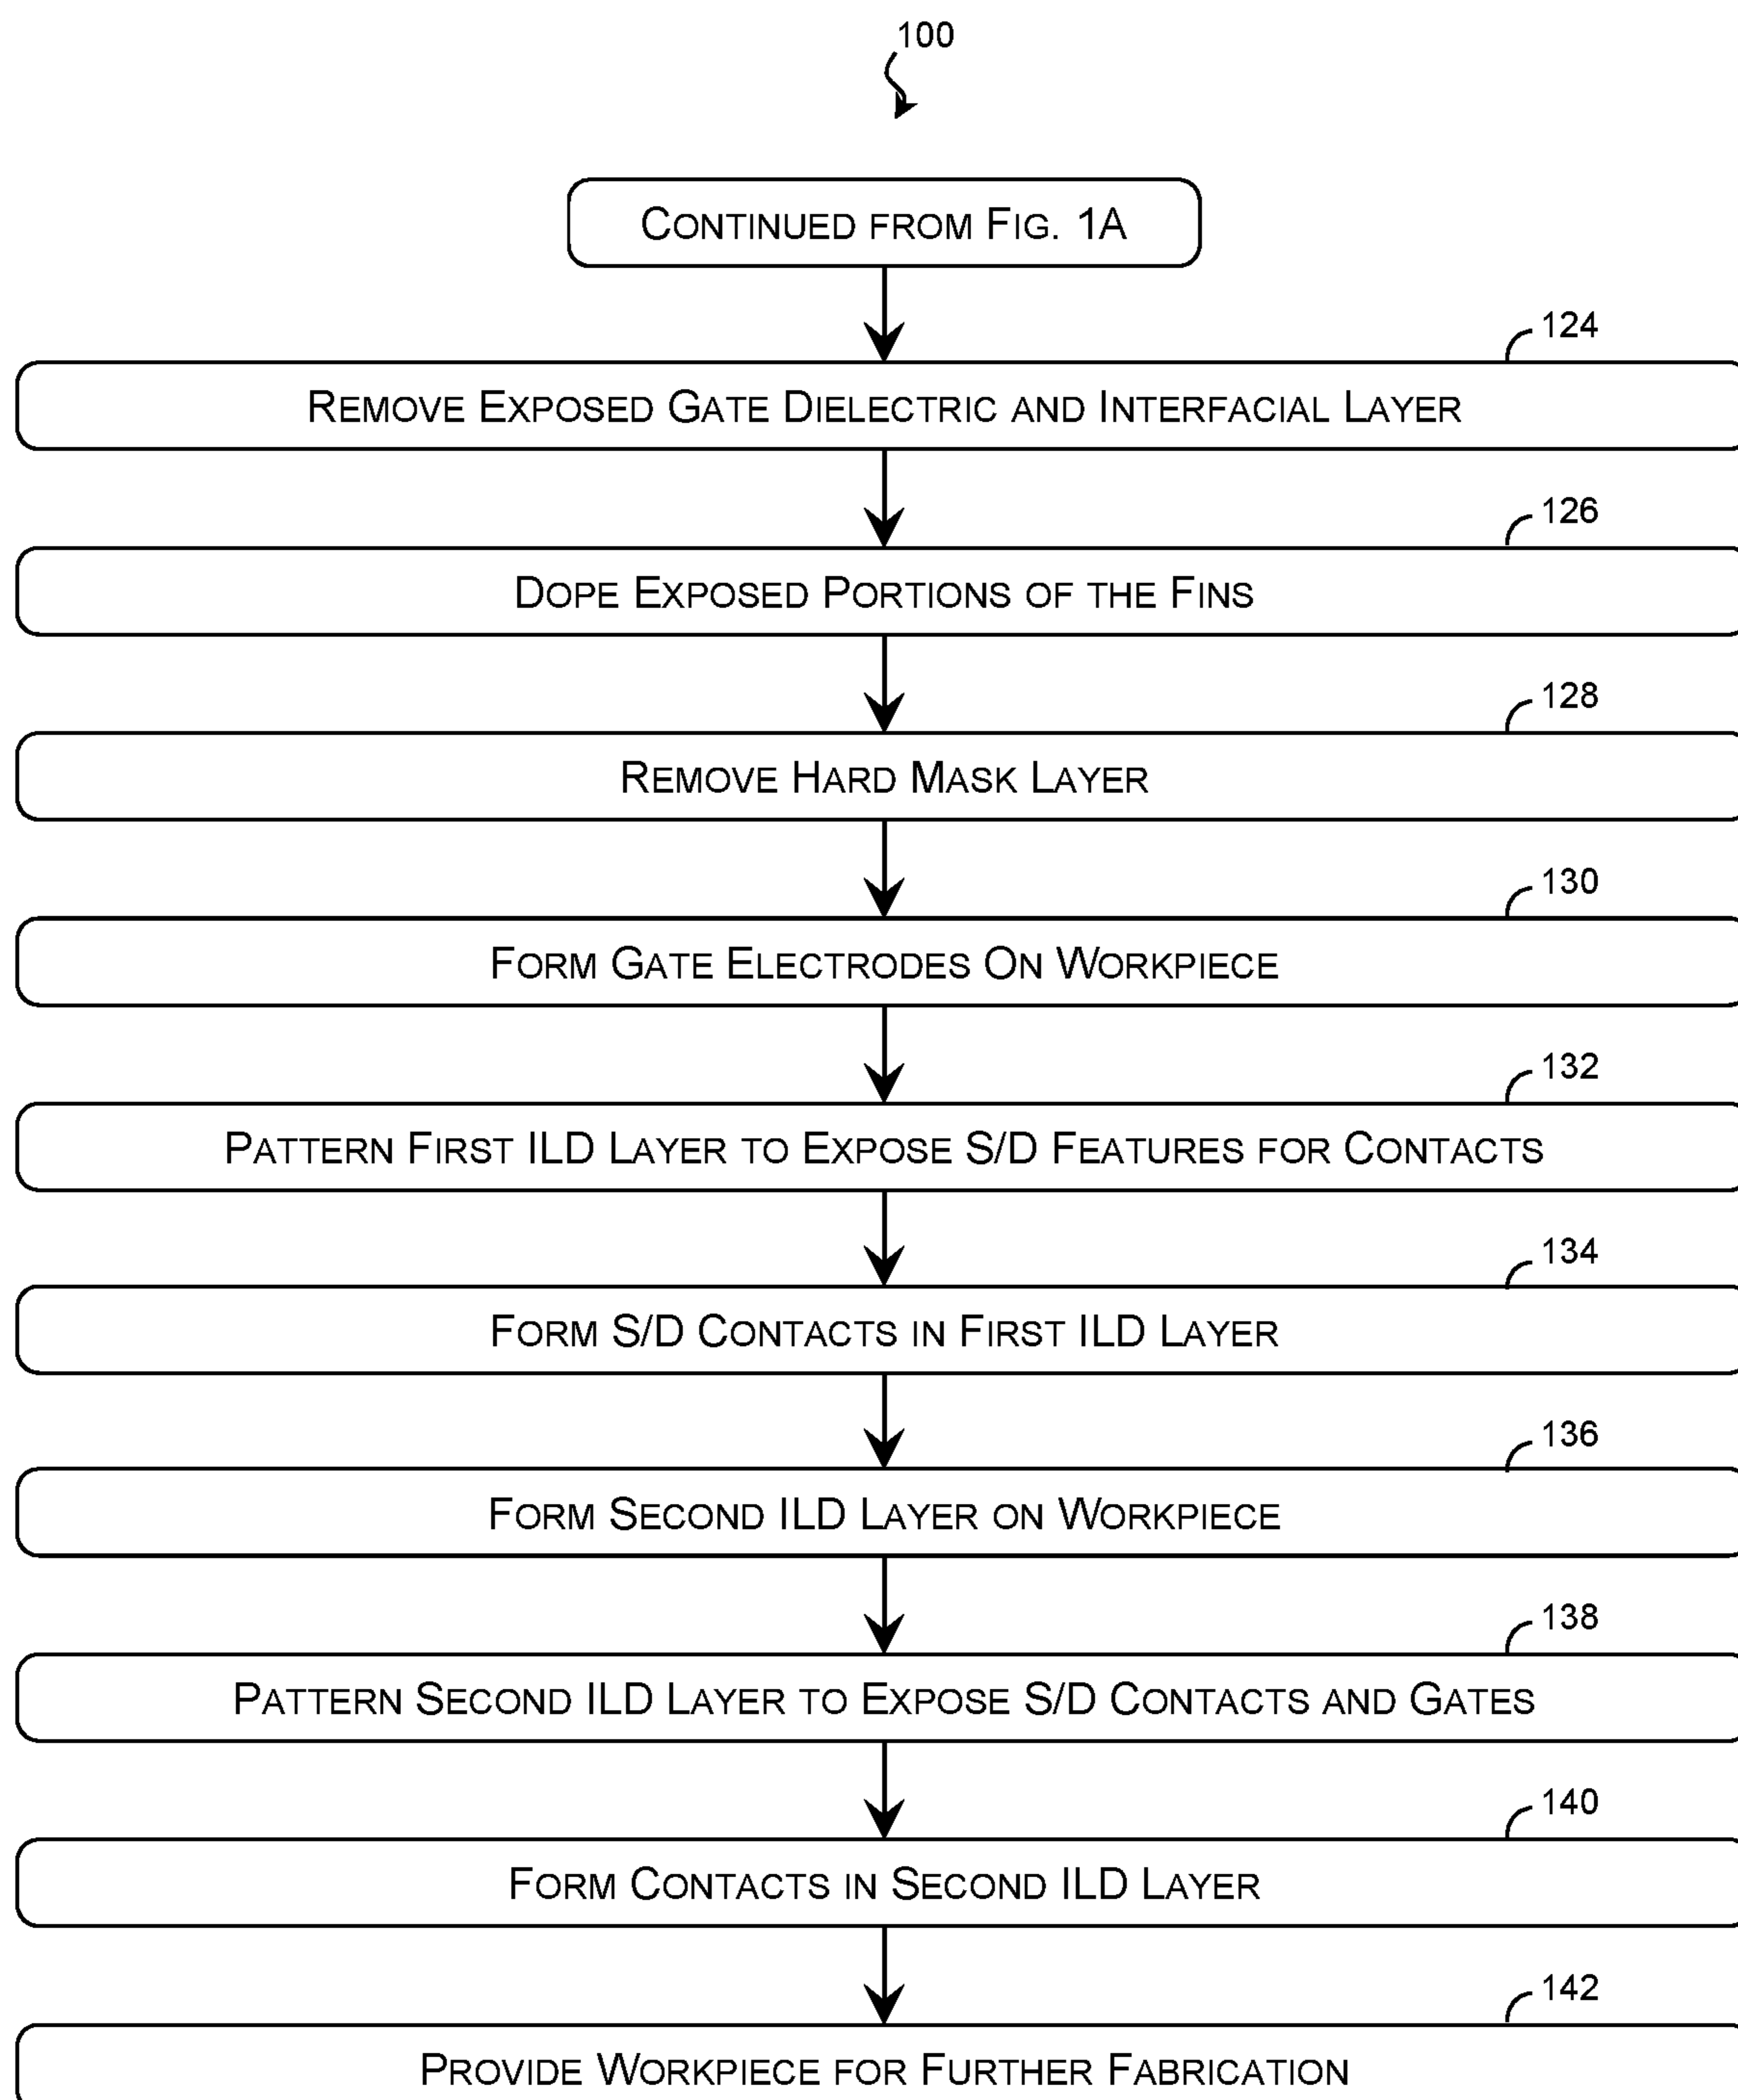 100
CONTINUED FROM FIG. 1A
124
REMOVE EXPOSED GATE DIELECTRIC AND INTERFACIAL LAYER
126
DOPE EXPOSED PORTIONS OF THE FINS
128
REMOVE HARD MASK LAYER
130
FORM GATE ELECTRODES ON WORKPIECE
132
PATTERN FIRST ILD LAYER TO EXPOSE S/D FEATURES FOR CONTACTS
134
FORM S/D CONTACTS IN FIRST ILD LAYER
136
FORM SECOND ILD LAYER ON WORKPIECE
138
PATTERN SECOND ILD LAYER TO EXPOSE S/D CONTACTS AND GATES
140
FORM CONTACTS IN SECOND ILD LAYER
142
PROVIDE WORKPIECE FOR FURTHER FABRICATION